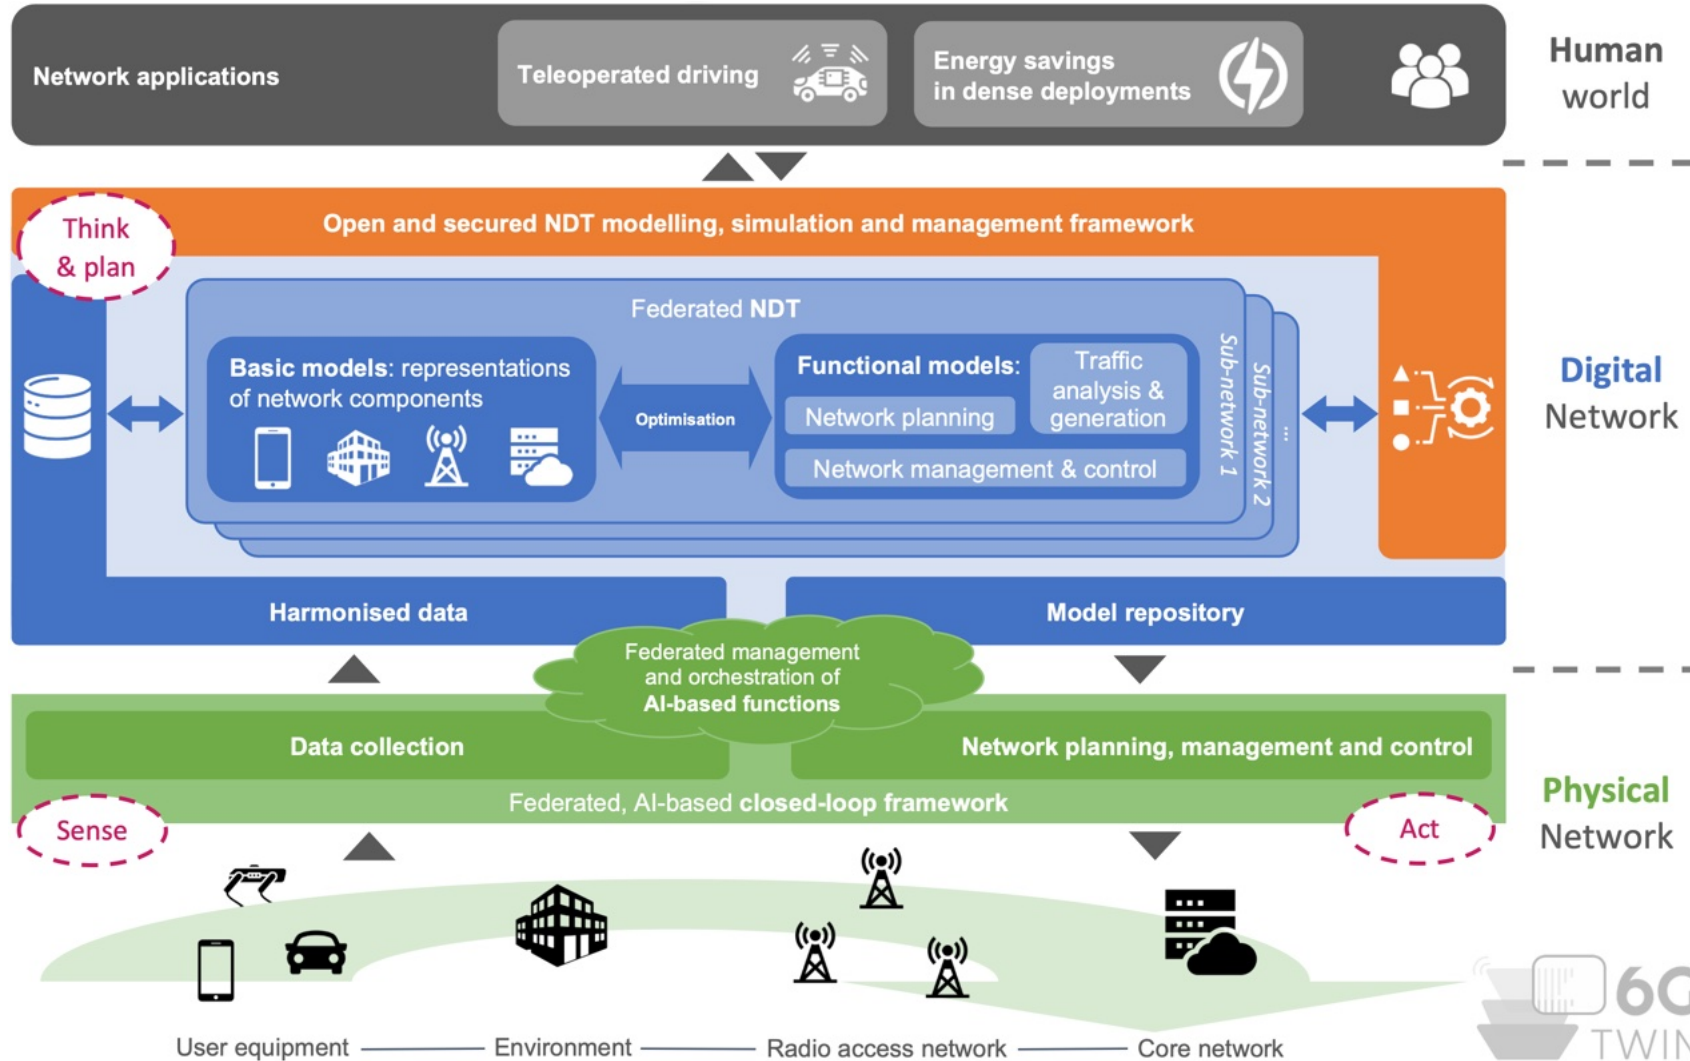 Network applications
Teleoperated driving
Energy savings
in dense deployments
Human
world
Think
& plan
Open and secured NDT modelling, simulation and management framework
Federated NDT
Basic models: representations
of network components
Optimisation
Functional models:
Traffic
analysis &
generation
Network planning
Network management & control
Sub-network 1
Sub-network 2
...
Digital
Network
Harmonised data
Model repository
Federated management
and orchestration of
AI-based functions
Data collection
Network planning, management and control
Federated, AI-based closed-loop framework
Sense
Act
Physical
Network
User equipment
Environment
Radio access network
Core network
6G
TWIN